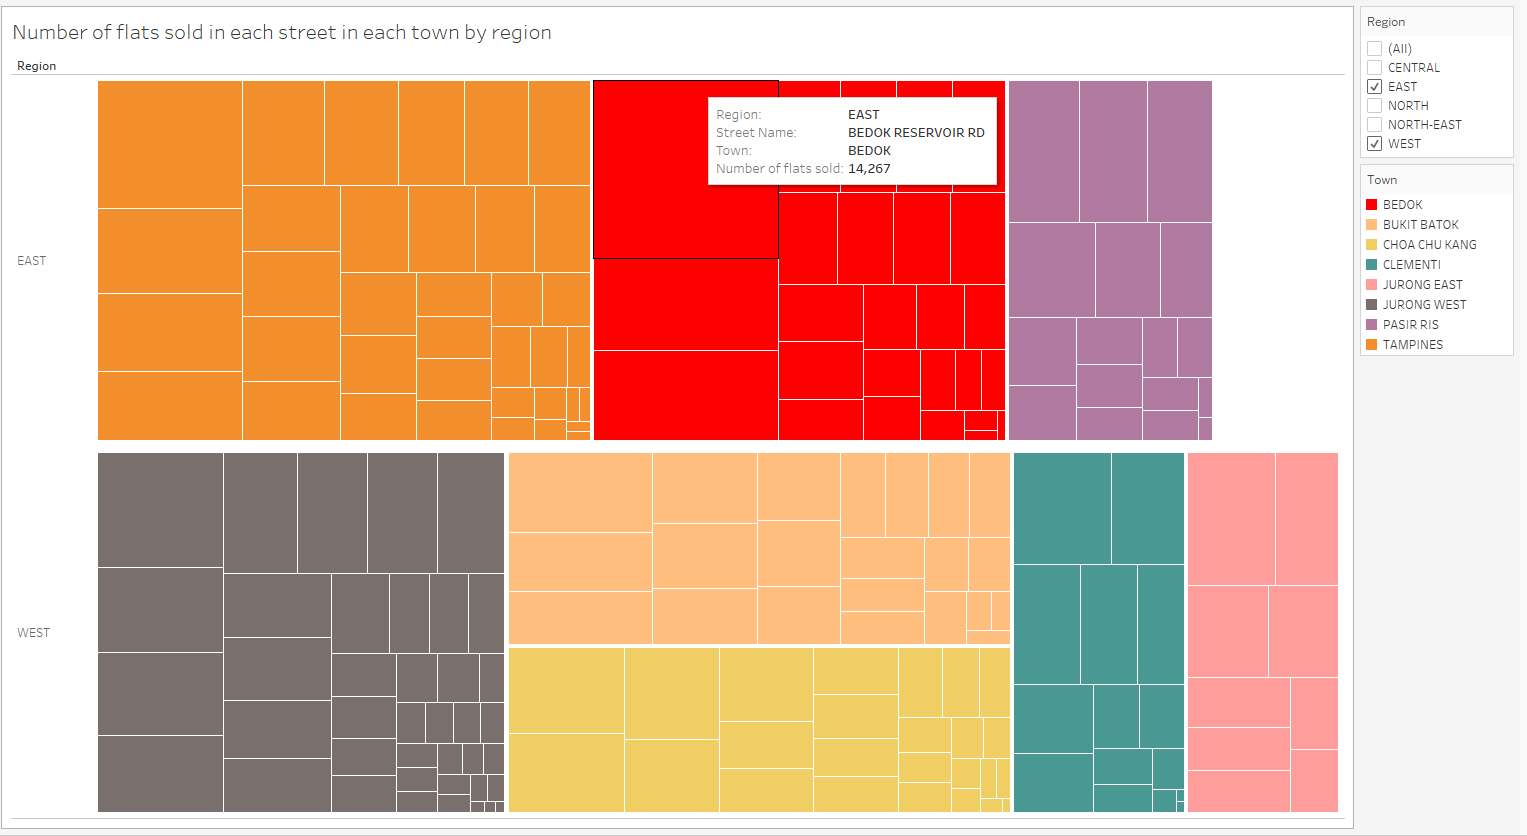 Number of flats sold in each street in each town by region
Region
EAST
WEST
Region: EAST
Street Name: BEDOK RESERVOIR RD
Town: BEDOK
Number of flats sold: 14,267
Region
(All)
CENTRAL
EAST
NORTH
NORTH-EAST
WEST
Town
BEDOK
BUKIT BATOK
CHOA CHU KANG
CLEMENTI
JURONG EAST
JURONG WEST
PASIR RIS
TAMPINES